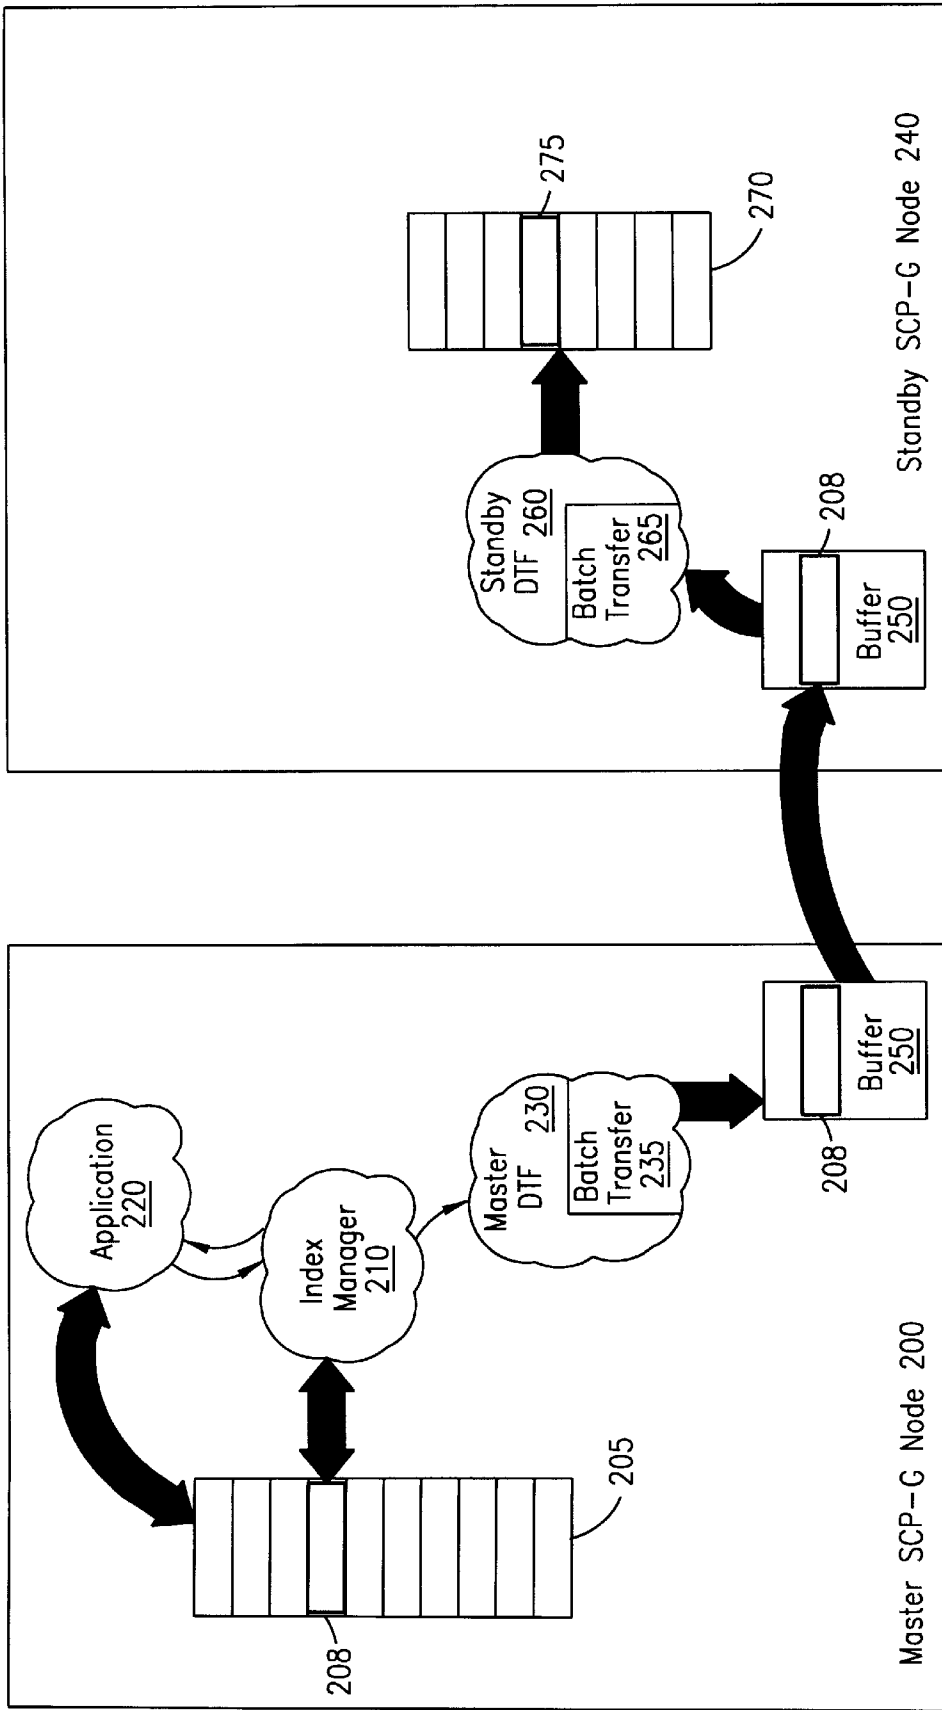 Application
220
Index
Manager
210
Master
DTF 230
Batch
Transfer
235
208
205
208
Buffer
250
Master SCP-G Node 200
275
270
Standby
DTF 260
Batch
Transfer
265
208
Buffer
250
Standby SCP-G Node 240